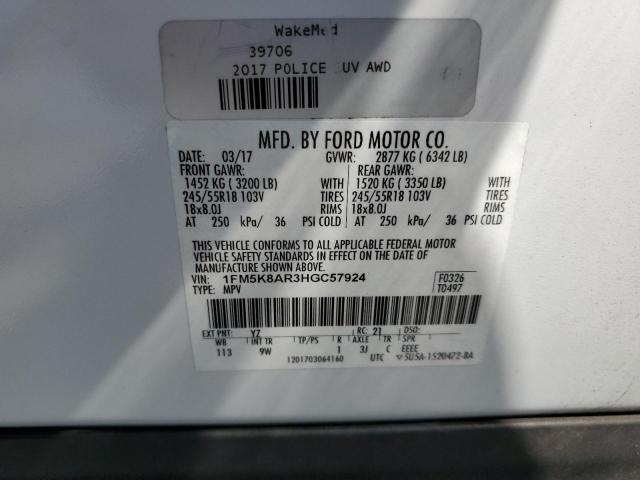 WakeMed
39706
2017 POLICE UV AWD
MFD. BY FORD MOTOR CO.
DATE: 03/17 GVWR: 2877 KG ( 6342 LB)
FRONT GAWR: REAR GAWR:
1452 KG ( 3200 LB) WITH 1520 KG ( 3350 LB) WITH
245/55R18 103V TIRES 245/55R18 103V TIRES
18x8.0J RIMS 18x8.0J RIMS
AT 250 kPa/ 36 PSI COLD AT 250 kPa/ 36 PSI COLD
THIS VEHICLE CONFORMS TO ALL APPLICABLE FEDERAL MOTOR
VEHICLE SAFETY STANDARDS IN EFFECT ON THE DATE OF
MANUFACTURE SHOWN ABOVE.
VIN: 1FM5K8AR3HGC57924 F0326
TYPE: MPV T0497
EXT PNT: YZ RC: 21 DSO:
WB INT TR TP/PS R AXLE TR SPR
113 9W 1 3J C EEEE
1201703064160 UTC 5U5A-1520472-BA